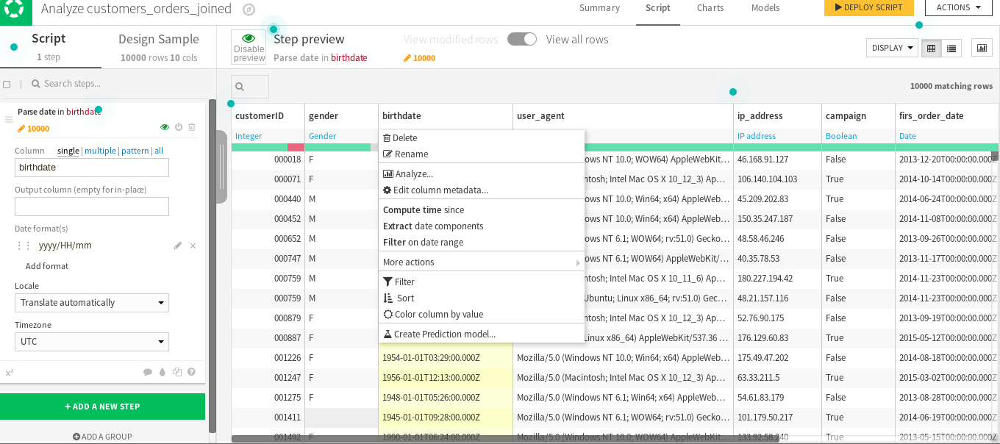 Analyze customers_orders_joined
Summary Script Charts Models
DEPLOY SCRIPT
ACTIONS
Script
1 step
Design Sample
10000 rows 10 cols
Disable preview
Step preview
Parse date in birthdate
View modified rows View all rows
10000
DISPLAY
Search steps...
10000 matching rows
Parse date in birthdate
10000
Column single | multiple | pattern | all
birthdate
Output column (empty for in-place)
Date format(s)
yyyy/HH/mm
Add format
Locale
Translate automatically
Timezone
UTC
x²
+ ADD A NEW STEP
ADD A GROUP
customerID gender birthdate user_agent ip_address campaign firs_order_date
Integer Gender IP address Boolean Date
Delete
Rename
Analyze...
Edit column metadata...
Compute time since
Extract date components
Filter on date range
More actions
Filter
Sort
Color column by value
Create Prediction model...
000018 F ows NT 10.0; WOW64) AppleWebKit... 46.168.91.127 False 2013-12-20T00:00:00.000Z
000071 F ntosh; Intel Mac OS X 10_12_3) Ap... 106.140.104.103 True 2014-10-14T00:00:00.000Z
000440 M ows NT 10.0; Win64; x64) AppleWeb... 45.209.202.83 True 2014-06-24T00:00:00.000Z
000452 M ows NT 10.0; Win64; x64) AppleWeb... 150.35.247.187 False 2014-11-08T00:00:00.000Z
000652 M ows NT 6.1; WOW64; rv:51.0) Gecko... 48.58.46.246 False 2013-09-26T00:00:00.000Z
000747 M ows NT 6.1; WOW64) AppleWebKit/... 40.35.78.53 False 2013-11-17T00:00:00.000Z
000759 M ntosh; Intel Mac OS X 10_11_6) Ap... 180.227.194.42 True 2014-11-23T00:00:00.000Z
000759 M Ubuntu; Linux x86_64; rv:51.0) Gec... 48.21.157.116 True 2014-11-23T00:00:00.000Z
000879 F ntosh; Intel Mac OS X 10_12_3) Ap... 52.76.90.175 False 2013-09-19T00:00:00.000Z
000887 F Linux x86_64) AppleWebKit/537.36 ... 176.129.60.83 True 2015-05-12T00:00:00.000Z
001226 F 1954-01-01T03:29:00.000Z Mozilla/5.0 (Windows NT 10.0; Win64; x64) AppleWeb... 175.49.47.202 False 2014-08-18T00:00:00.000Z
001247 F 1956-01-01T12:13:00.000Z Mozilla/5.0 (Macintosh; Intel Mac OS X 10_12_3) Ap... 63.33.211.5 True 2015-03-02T00:00:00.000Z
001275 F 1948-01-01T05:26:00.000Z Mozilla/5.0 (Windows NT 6.1; Win64; x64) AppleWeb... 54.61.83.179 False 2013-08-28T00:00:00.000Z
001411 1945-01-01T09:28:00.000Z Mozilla/5.0 (Windows NT 6.1; WOW64; rv:51.0) Gecko... 101.179.50.217 True 2014-06-19T00:00:00.000Z
001492 F 1990-01-01T06:24:00.000Z Mozilla/5.0 (Macintosh; Intel Mac OS X 10_12_3) Ap... 133.92.58.240 False 2013-05-15T00:00:00.000Z